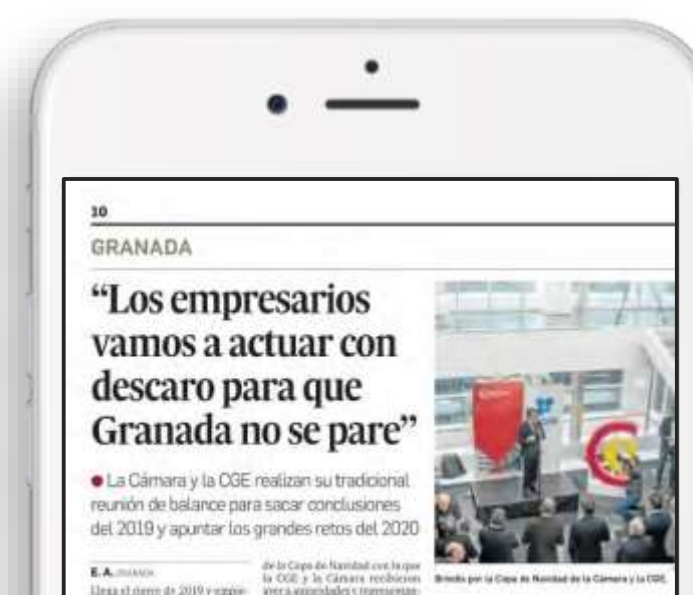 10
GRANADA
“Los empresarios
vamos a actuar con
descaro para que
Granada no se pare”
● La Cámara y la CGE realizan su tradicional
reunión de balance para sacar conclusiones
del 2019 y apuntar los grandes retos del 2020
E. A. GRANADA
Llega el cierre de 2019 y
de la Copa de Navidad con la que
la CGE y la Cámara recibieron
ayer a autoridades y
Brindis por la Copa de Navidad de la Cámara y la CGE.